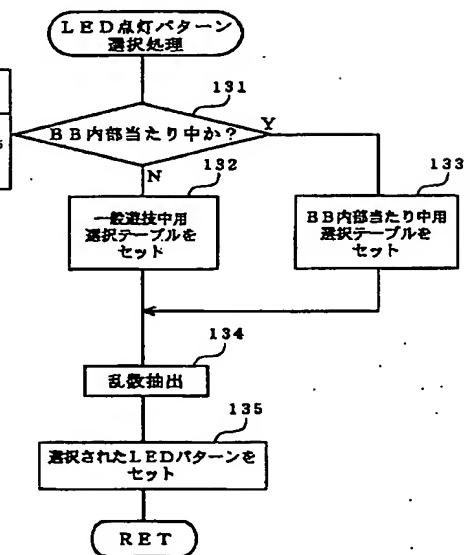 LED点灯パターン
選択処理
131
BB内部当たり中か?
Y
N
132
一般遊技中用
選択テーブルを
セット
133
BB内部当たり中用
選択テーブルを
セット
134
乱数抽出
135
選択されたLEDパターンを
セット
RET